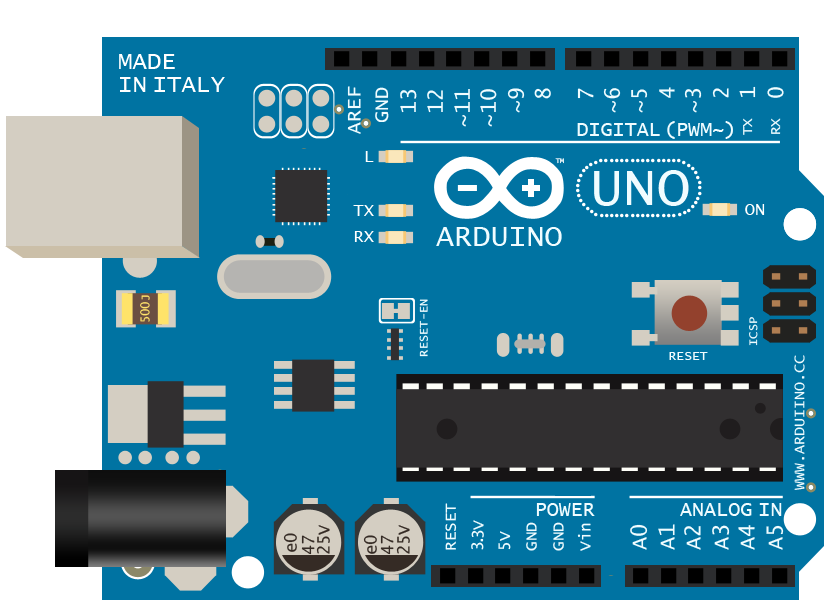 MADE
IN ITALY
AREF
GND
13
12
~11
~10
~9
8
7
~6
~5
4
~3
2
TX 1
RX 0
DIGITAL (PWM~)
L
TX
RX
™
UNO
ON
ARDUINO
500J
RESET-EN
ICSP
RESET
WWW.ARDUIINO.CC
POWER
ANALOG IN
RESET
3.3V
5V
GND
GND
Vin
A0
A1
A2
A3
A4
A5
e0
47
25V
e0
47
25V